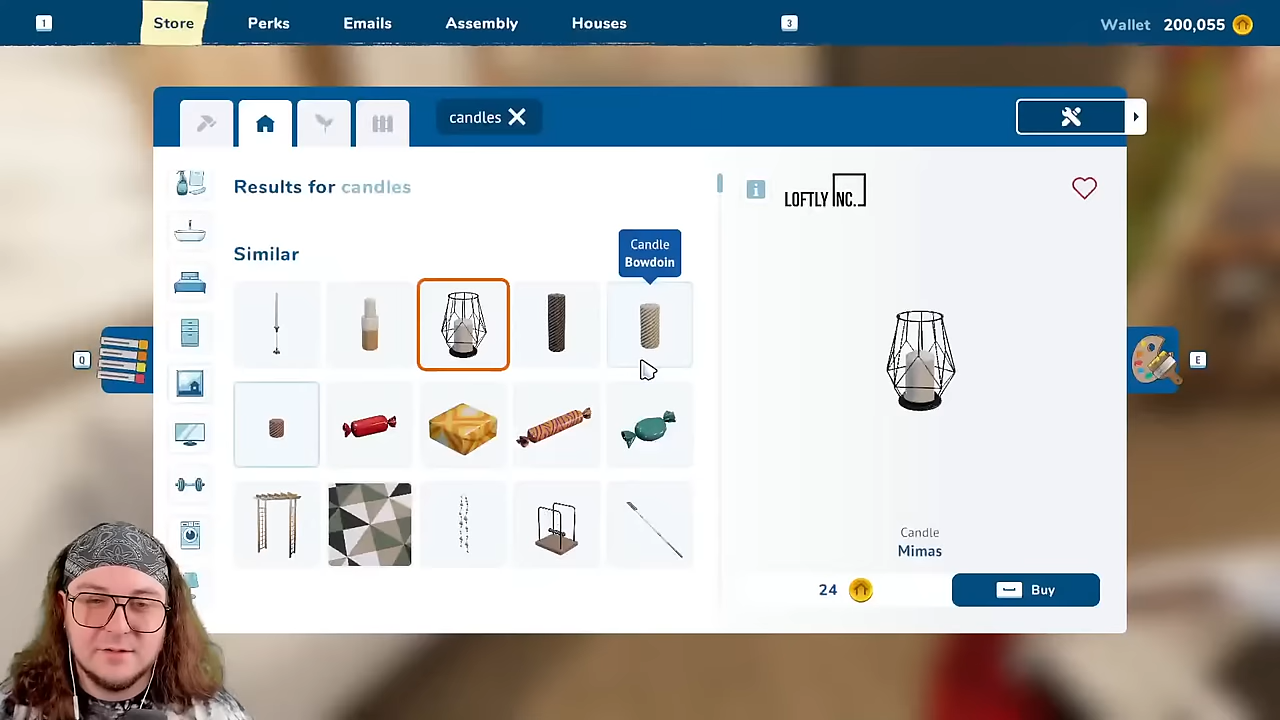 1
Store
Perks
Emails
Assembly
Houses
3
Wallet 200,055
candles
Results for candles
LOFTLY INC.
Similar
Candle
Bowdoin
Q
E
Candle
Mimas
24
Buy